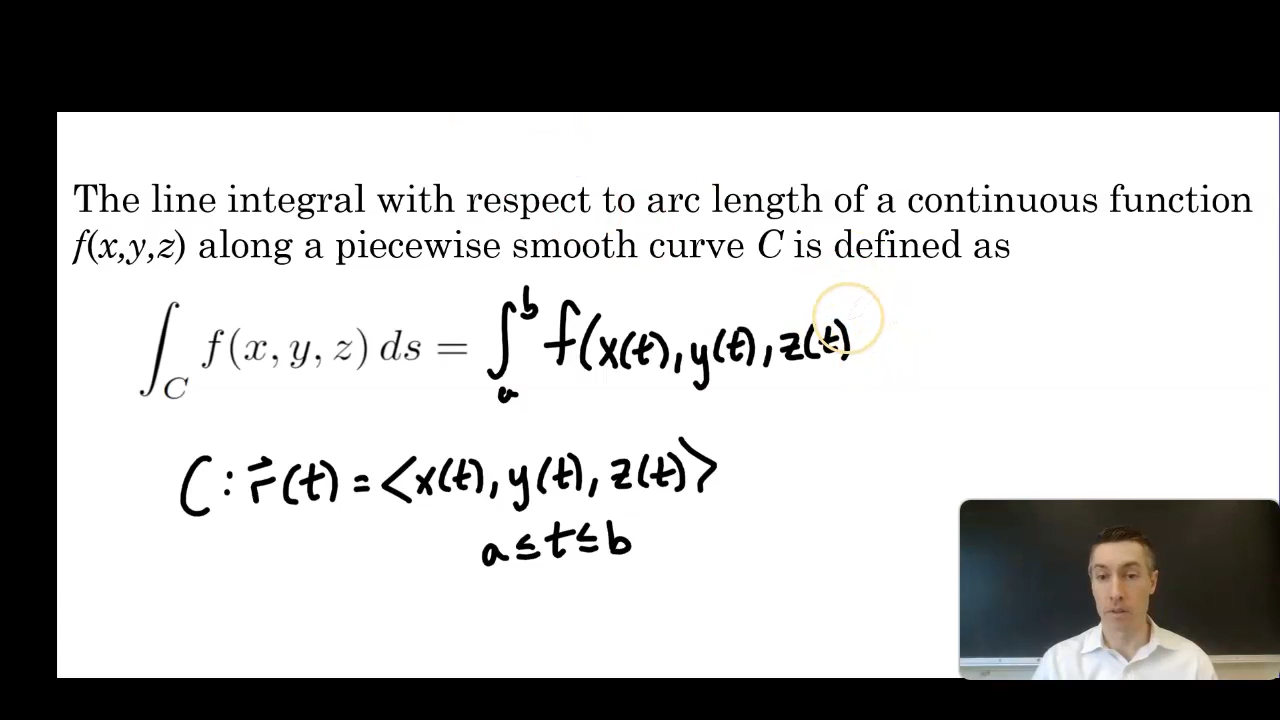 The line integral with respect to arc length of a continuous function
f(x,y,z) along a piecewise smooth curve C is defined as
∫_C f(x, y, z) ds = ∫_a^b f(x(t), y(t), z(t)
C : r⃗(t) = <x(t), y(t), z(t)>
a ≤ t ≤ b